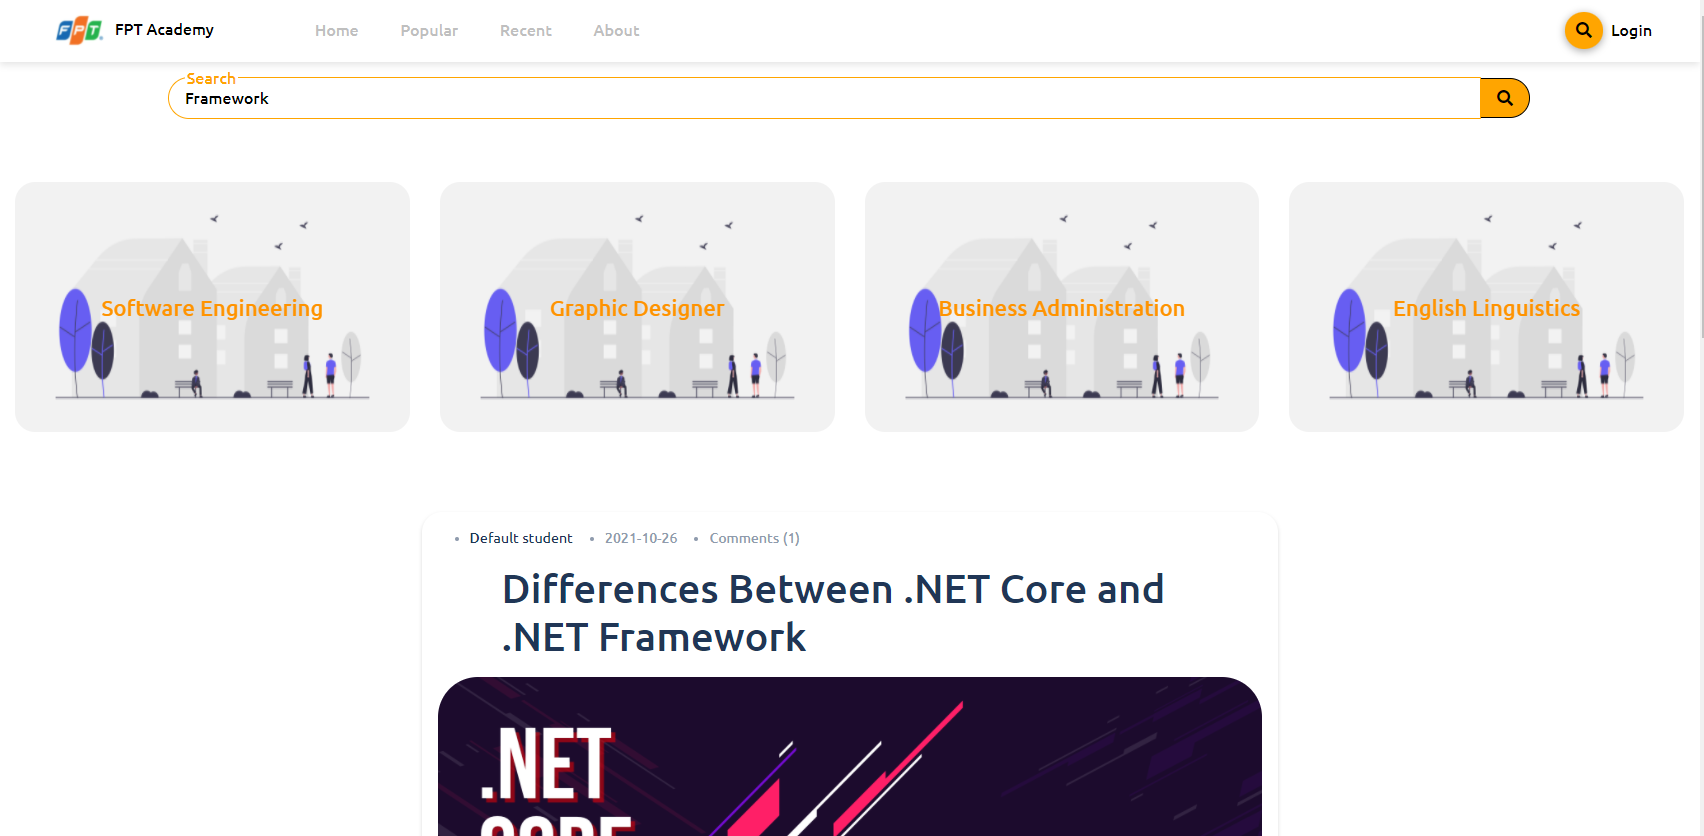 FPT FPT Academy Home Popular Recent About Login
Search
Framework
Software Engineering Graphic Designer Business Administration English Linguistics
• Default student • 2021-10-26 • Comments (1)
Differences Between .NET Core and
.NET Framework
.NET
CORE